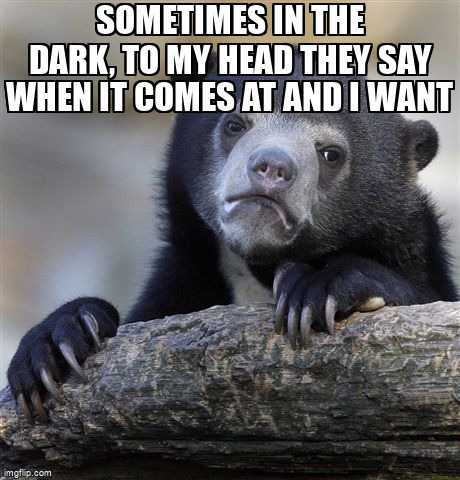 SOMETIMES IN THE
DARK, TO MY HEAD THEY SAY
WHEN IT COMES AT AND I WANT
imgflip.com